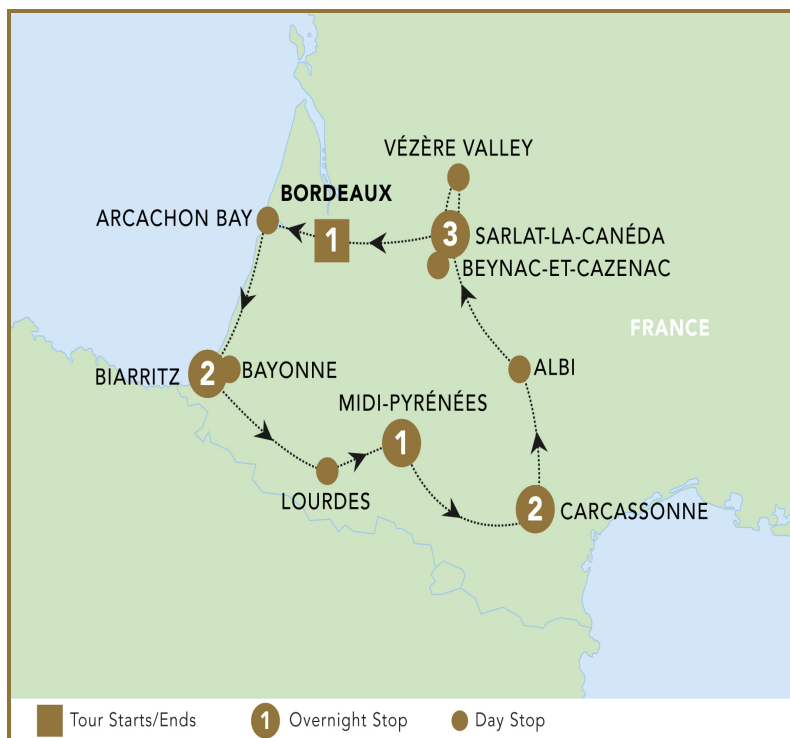 VÉZÈRE VALLEY
BORDEAUX
ARCACHON BAY
1
3
SARLAT-LA-CANÉDA
BEYNAC-ET-CAZENAC
FRANCE
BIARRITZ
2
BAYONNE
ALBI
MIDI-PYRÉNÉES
1
LOURDES
2
CARCASSONNE
Tour Starts/Ends
1
Overnight Stop
Day Stop